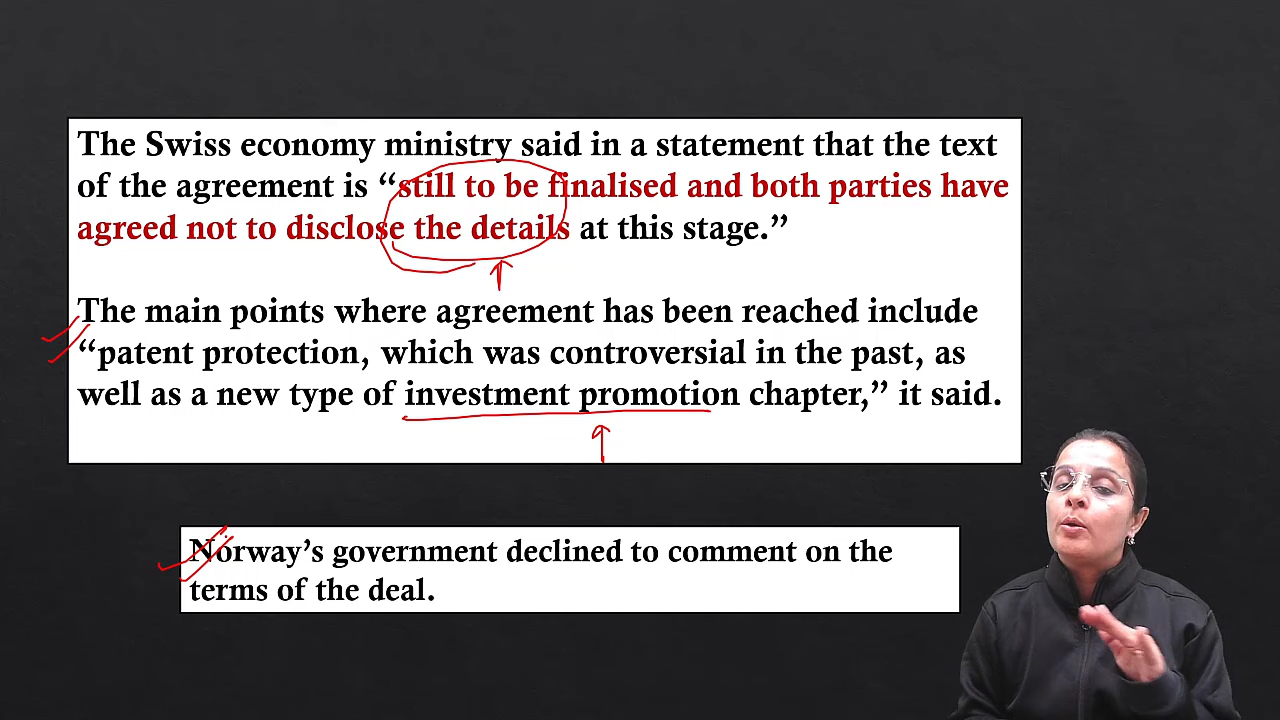 The Swiss economy ministry said in a statement that the text
of the agreement is “still to be finalised and both parties have
agreed not to disclose the details at this stage.”
The main points where agreement has been reached include
“patent protection, which was controversial in the past, as
well as a new type of investment promotion chapter,” it said.
Norway’s government declined to comment on the
terms of the deal.